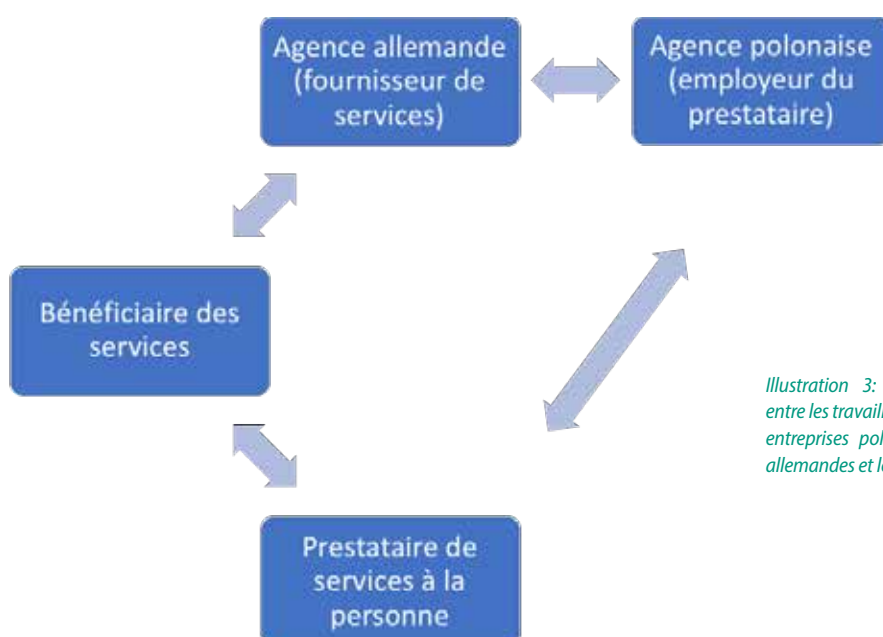 Agence allemande
(fournisseur de
services)
Agence polonaise
(employeur du
prestataire)
Bénéficiaire des
services
Illustration 3:
entre les travaill
entreprises pol
allemandes et l
Prestataire de
services à la
personne